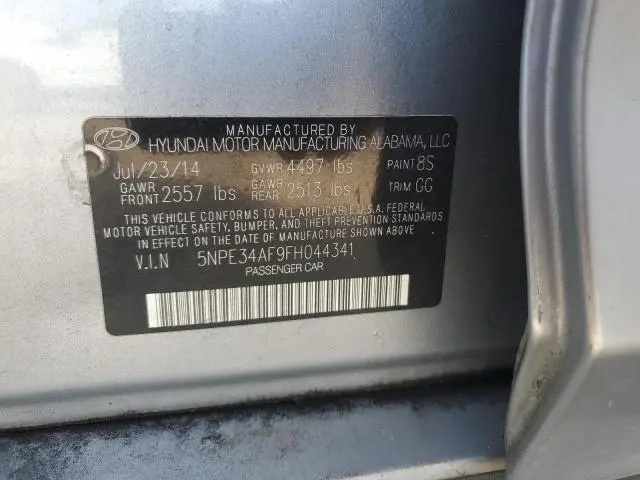 MANUFACTURED BY
HYUNDAI MOTOR MANUFACTURING ALABAMA, LLC
Jul/23/14 GVWR 4497 lbs PAINT 8S
GAWR FRONT 2557 lbs GAWR REAR 2513 lbs TRIM GG
THIS VEHICLE CONFORMS TO ALL APPLICABLE U.S.A. FEDERAL
MOTOR VEHICLE SAFETY, BUMPER, AND THEFT PREVENTION STANDARDS
IN EFFECT ON THE DATE OF MANUFACTURE SHOWN ABOVE.
V.I.N 5NPE34AF9FH044341
PASSENGER CAR